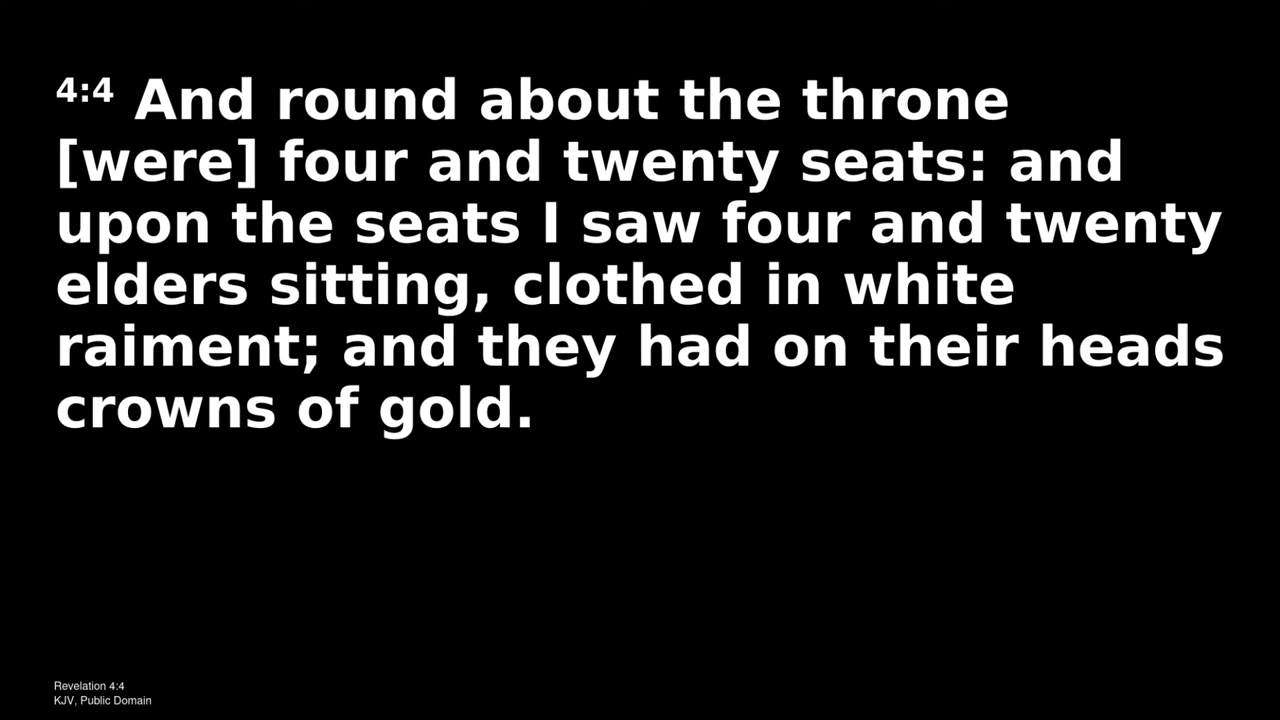 4:4 And round about the throne
[were] four and twenty seats: and
upon the seats I saw four and twenty
elders sitting, clothed in white
raiment; and they had on their heads
crowns of gold.
Revelation 4:4
KJV, Public Domain